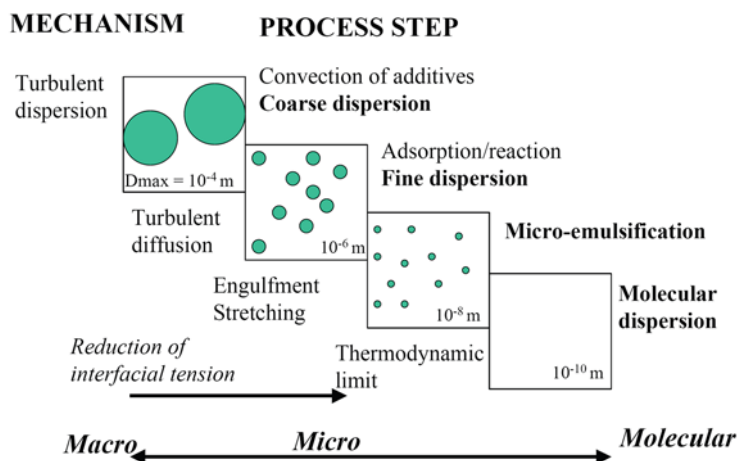 MECHANISM
PROCESS STEP
Turbulent
dispersion
Convection of additives
Coarse dispersion
Dmax = 10⁻⁴ m
Adsorption/reaction
Fine dispersion
Turbulent
diffusion
10⁻⁶ m
Micro-emulsification
Engulfment
Stretching
10⁻⁸ m
Molecular
dispersion
Reduction of
interfacial tension
Thermodynamic
limit
10⁻¹⁰ m
Macro
Micro
Molecular